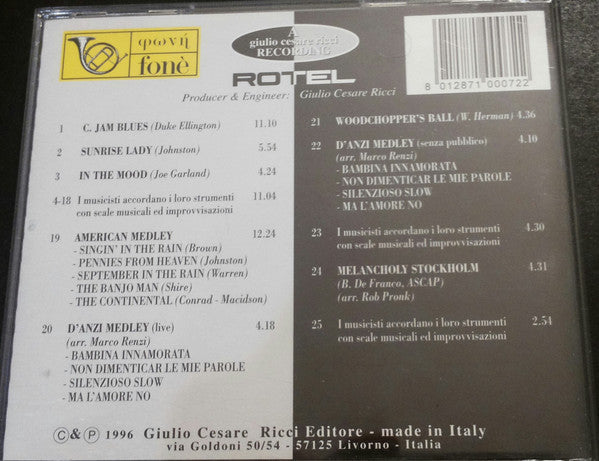 φωνή
fonè
A
giulio cesare ricci
RECORDING
ROTEL
Producer & Engineer: Giulio Cesare Ricci
8 012871 000722
1 C. JAM BLUES (Duke Ellington) 11.10
2 SUNRISE LADY (Johnston) 5.54
3 IN THE MOOD (Joe Garland) 4.24
4-18 I musicisti accordano i loro strumenti 11.04
con scale musicali ed improvvisazioni
19 AMERICAN MEDLEY 12.24
- SINGIN' IN THE RAIN (Brown)
- PENNIES FROM HEAVEN (Johnston)
- SEPTEMBER IN THE RAIN (Warren)
- THE BANJO MAN (Shire)
- THE CONTINENTAL (Conrad - Macidson)
20 D'ANZI MEDLEY (live) 4.18
(arr. Marco Renzi)
- BAMBINA INNAMORATA
- NON DIMENTICAR LE MIE PAROLE
- SILENZIOSO SLOW
- MA L'AMORE NO
21 WOODCHOPPER'S BALL (W. Herman) 4.36
22 D'ANZI MEDLEY (senza pubblico) 4.10
(arr. Marco Renzi)
- BAMBINA INNAMORATA
- NON DIMENTICAR LE MIE PAROLE
- SILENZIOSO SLOW
- MA L'AMORE NO
23 I musicisti accordano i loro strumenti 4.30
con scale musicali ed improvvisazioni
24 MELANCHOLY STOCKHOLM 4.31
(B. De Franco, ASCAP)
(arr. Rob Pronk)
25 I musicisti accordano i loro strumenti 2.54
con scale musicali ed improvvisazioni
Ⓒ & Ⓟ 1996 Giulio Cesare Ricci Editore - made in Italy
via Goldoni 50/54 - 57125 Livorno - Italia